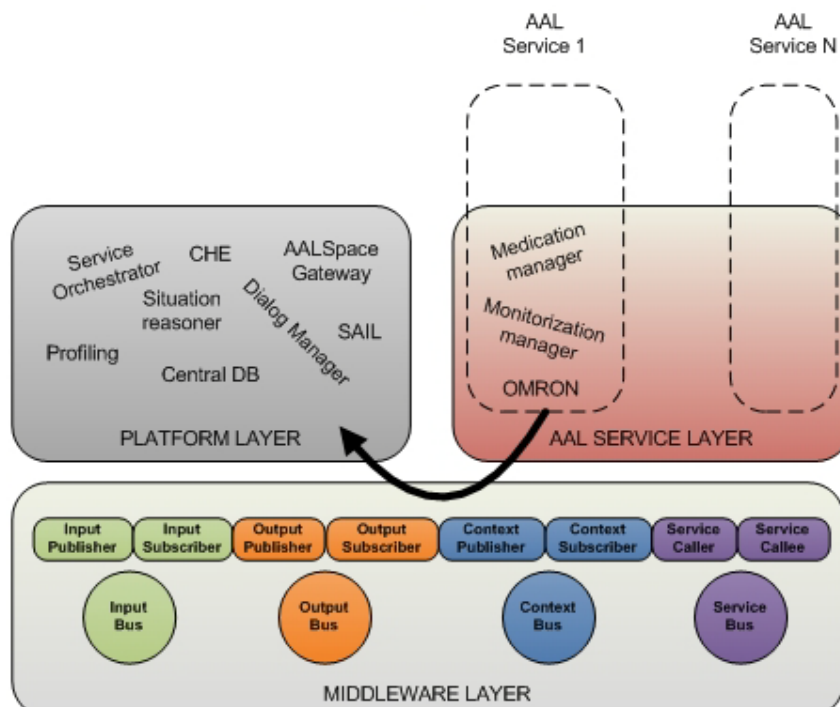 AAL
Service 1
AAL
Service N
Service
Orchestrator
CHE
AALSpace
Gateway
Situation
reasoner
Dialog Manager
SAIL
Profiling
Central DB
PLATFORM LAYER
Medication
manager
Monitorization
manager
OMRON
AAL SERVICE LAYER
Input
Publisher
Input
Subscriber
Output
Publisher
Output
Subscriber
Context
Publisher
Context
Subscriber
Service
Caller
Service
Callee
Input
Bus
Output
Bus
Context
Bus
Service
Bus
MIDDLEWARE LAYER